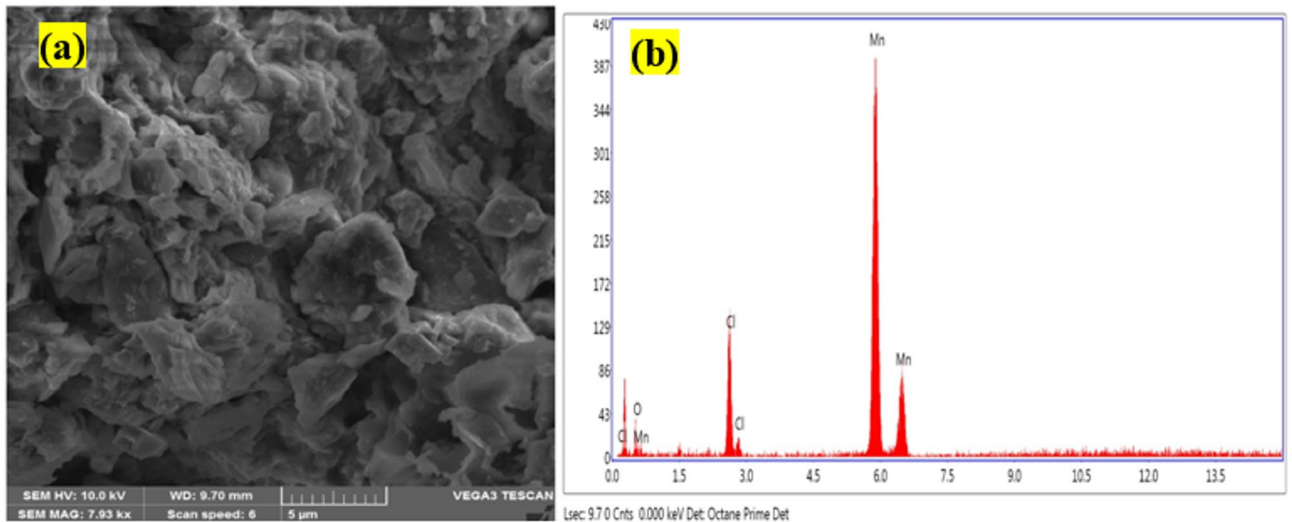 (a)
SEM HV: 10.0 kV WD: 9.70 mm VEGA3 TESCAN
SEM MAG: 7.93 kx Scan speed: 6 5 µm
(b)
430
387
344
301
258
215
172
129
86
43
0
Mn
Cl
Mn
O
Cl
Cl Mn
0.0 1.5 3.0 4.5 6.0 7.5 9.0 10.5 12.0 13.5
Lsec: 9.7 0 Cnts 0.000 keV Det: Octane Prime Det